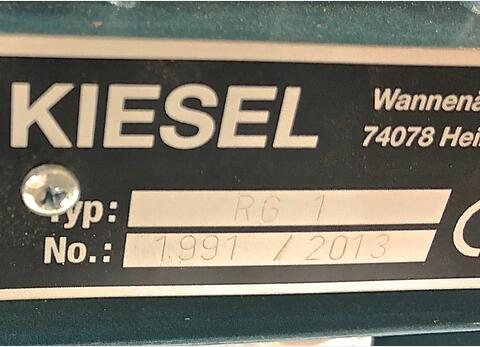 KIESEL
Wannenä
74078 Hei
Typ: RG 1
No.: 1.991 / 2013